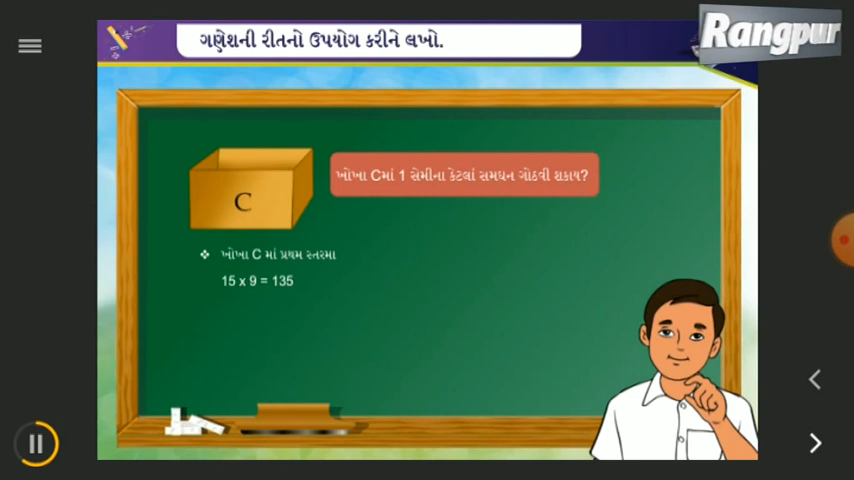 ગણેશની રીતનો ઉપયોગ કરીને લખો.
Rangpur
C
ખોખા Cમાં 1 સેમીના કેટલાં સમઘન ગોઠવી શકાય?
❖ ખોખા C માં પ્રથમ સ્તરમા
15 x 9 = 135